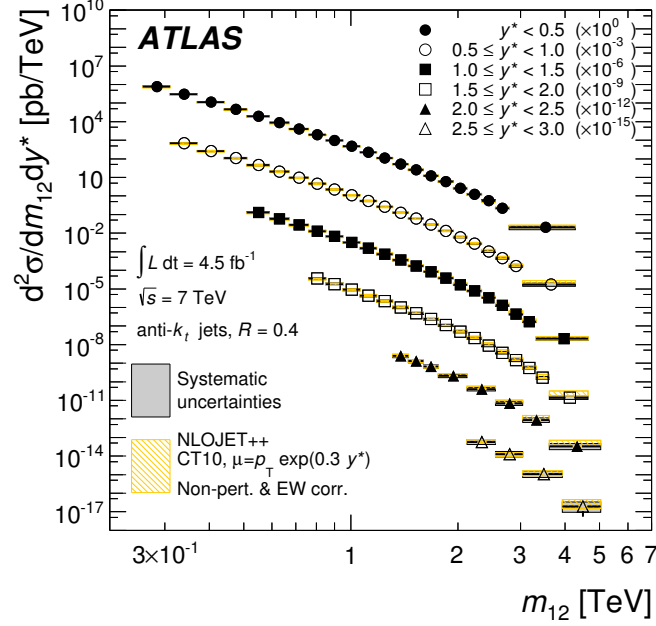 ATLAS
y* < 0.5 (×10⁰)
0.5 ≤ y* < 1.0 (×10⁻³)
1.0 ≤ y* < 1.5 (×10⁻⁶)
1.5 ≤ y* < 2.0 (×10⁻⁹)
2.0 ≤ y* < 2.5 (×10⁻¹²)
2.5 ≤ y* < 3.0 (×10⁻¹⁵)
d²σ/dm₁₂dy* [pb/TeV]
10¹⁰
10⁷
10⁴
10
10⁻²
10⁻⁵
10⁻⁸
10⁻¹¹
10⁻¹⁴
10⁻¹⁷
∫L dt = 4.5 fb⁻¹
√s = 7 TeV
anti-kₜ jets, R = 0.4
Systematic
uncertainties
NLOJET++
CT10, μ=p_T exp(0.3 y*)
Non-pert. & EW corr.
3×10⁻¹ 1 2 3 4 5 6 7
m₁₂ [TeV]